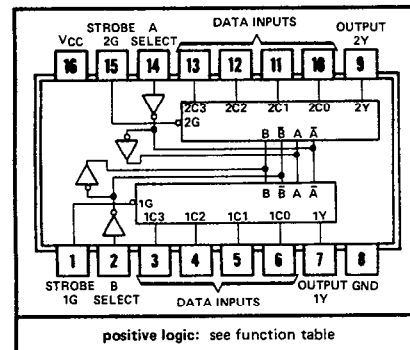 STROBE A DATA INPUTS OUTPUT
VCC 2G SELECT 2Y
16 15 14 13 12 11 10 9
2C3 2C2 2C1 2C0 2Y
2G
B B̅ A A̅
B B̅ A A̅
1G
1C3 1C2 1C1 1C0 1Y
1 2 3 4 5 6 7 8
STROBE B OUTPUT GND
1G SELECT DATA INPUTS 1Y
positive logic: see function table